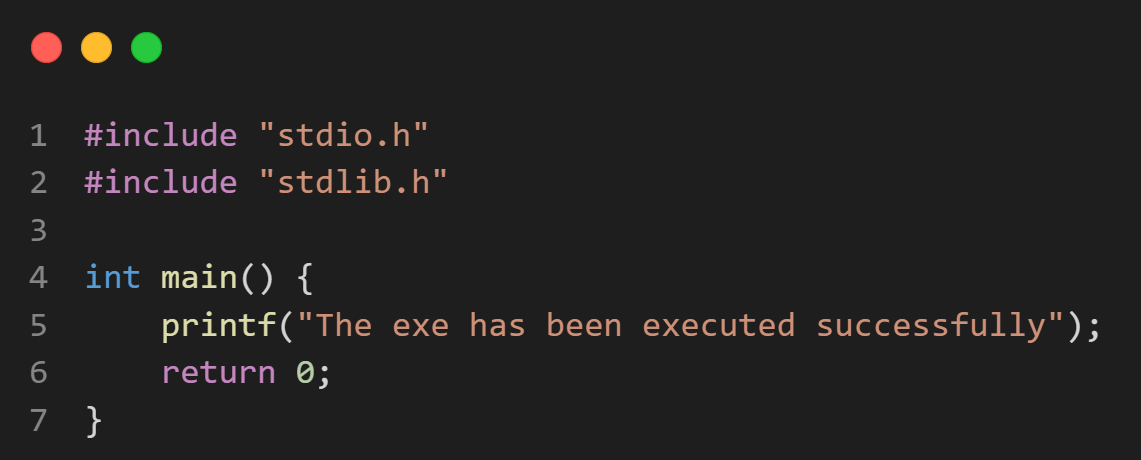 1 #include "stdio.h"
2 #include "stdlib.h"
3
4 int main() {
5     printf("The exe has been executed successfully");
6     return 0;
7 }